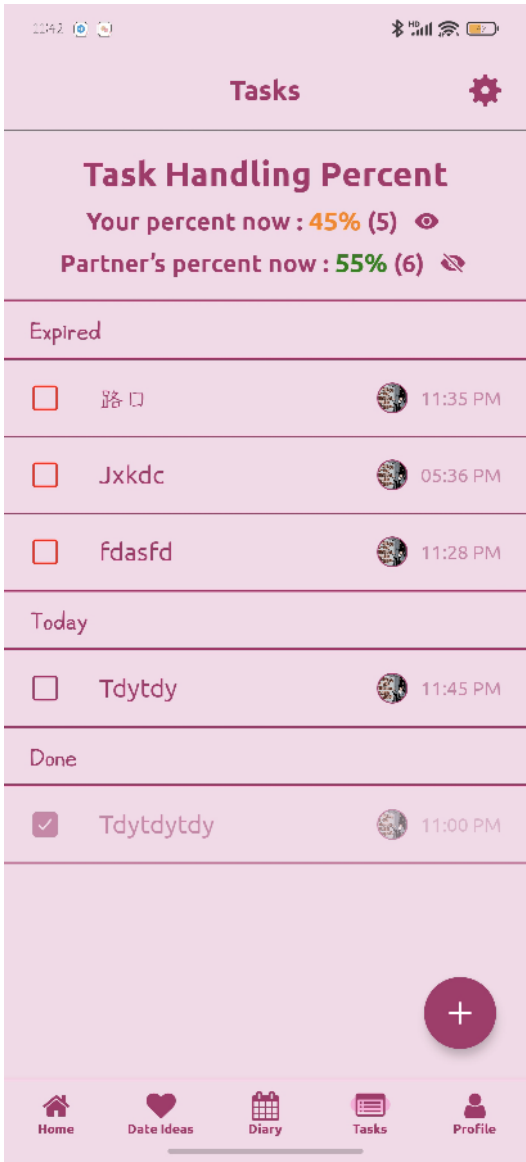 11:42
Tasks
Task Handling Percent
Your percent now : 45% (5)
Partner's percent now : 55% (6)
Expired
路口 11:35 PM
Jxkdc 05:36 PM
fdasfd 11:28 PM
Today
Tdytdy 11:45 PM
Done
Tdytdytdy 11:00 PM
+
Home Date Ideas Diary Tasks Profile